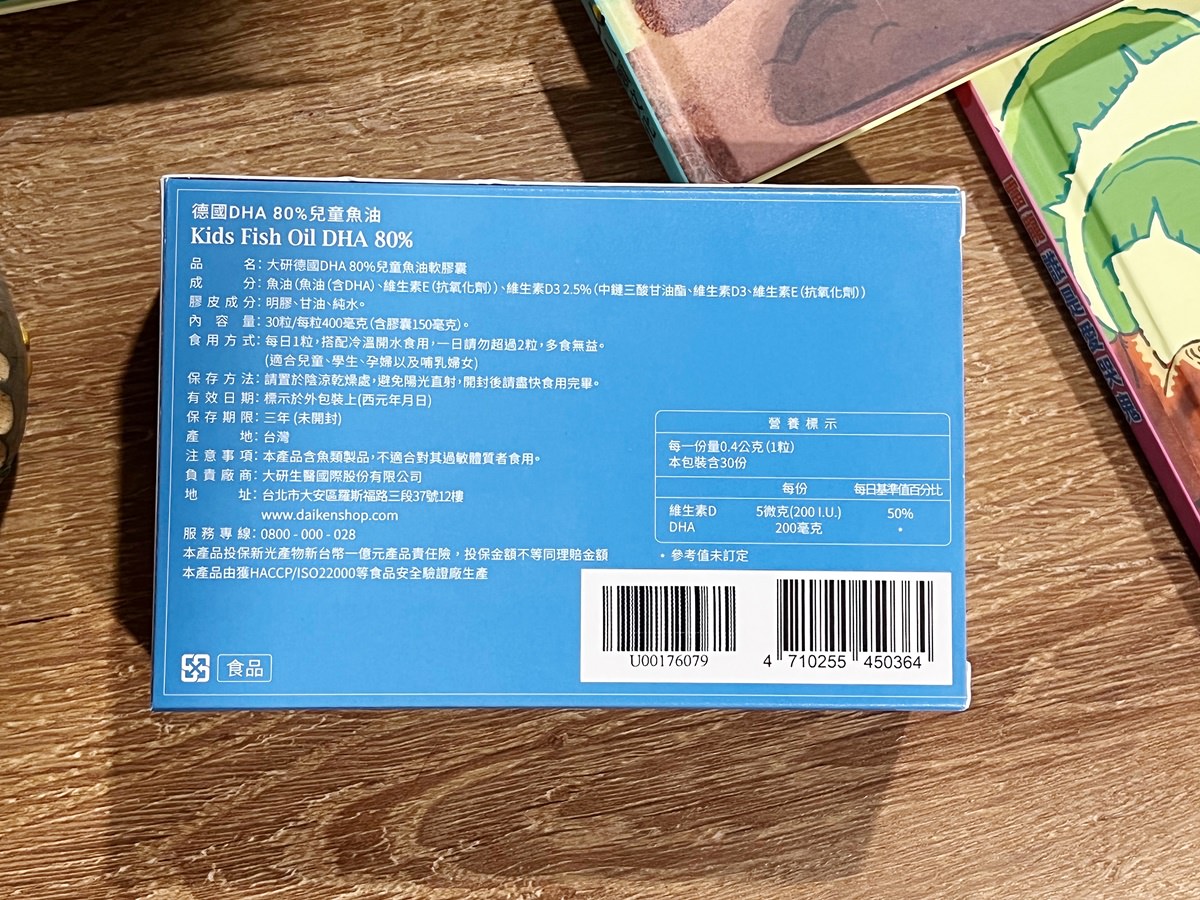 德國DHA 80%兒童魚油
Kids Fish Oil DHA 80%
品名：大研德國DHA 80%兒童魚油軟膠囊
成分：魚油(魚油(含DHA)、維生素E(抗氧化劑))、維生素D3 2.5%(中鏈三酸甘油酯、維生素D3、維生素E(抗氧化劑))
膠皮成分：明膠、甘油、純水。
內容量：30粒/每粒400毫克(含膠囊150毫克)。
食用方式：每日1粒，搭配冷溫開水食用，一日請勿超過2粒，多食無益。
(適合兒童、學生、孕婦以及哺乳婦女)
保存方法：請置於陰涼乾燥處，避免陽光直射，開封後請盡快食用完畢。
有效日期：標示於外包裝上(西元年月日)
保存期限：三年(未開封)
產地：台灣
注意事項：本產品含魚類製品，不適合對其過敏體質者食用。
負責廠商：大研生醫國際股份有限公司
地址：台北市大安區羅斯福路三段37號12樓
www.daikenshop.com
服務專線：0800-000-028
本產品投保新光產物新台幣一億元產品責任險，投保金額不等同理賠金額
本產品由獲HACCP/ISO22000等食品安全驗證廠生產
食品
營養標示
每一份量0.4公克(1粒)
本包裝含30份
每份 每日基準值百分比
維生素D 5微克(200 I.U.) 50%
DHA 200毫克 •
•參考值未訂定
U00176079
4 710255 450364